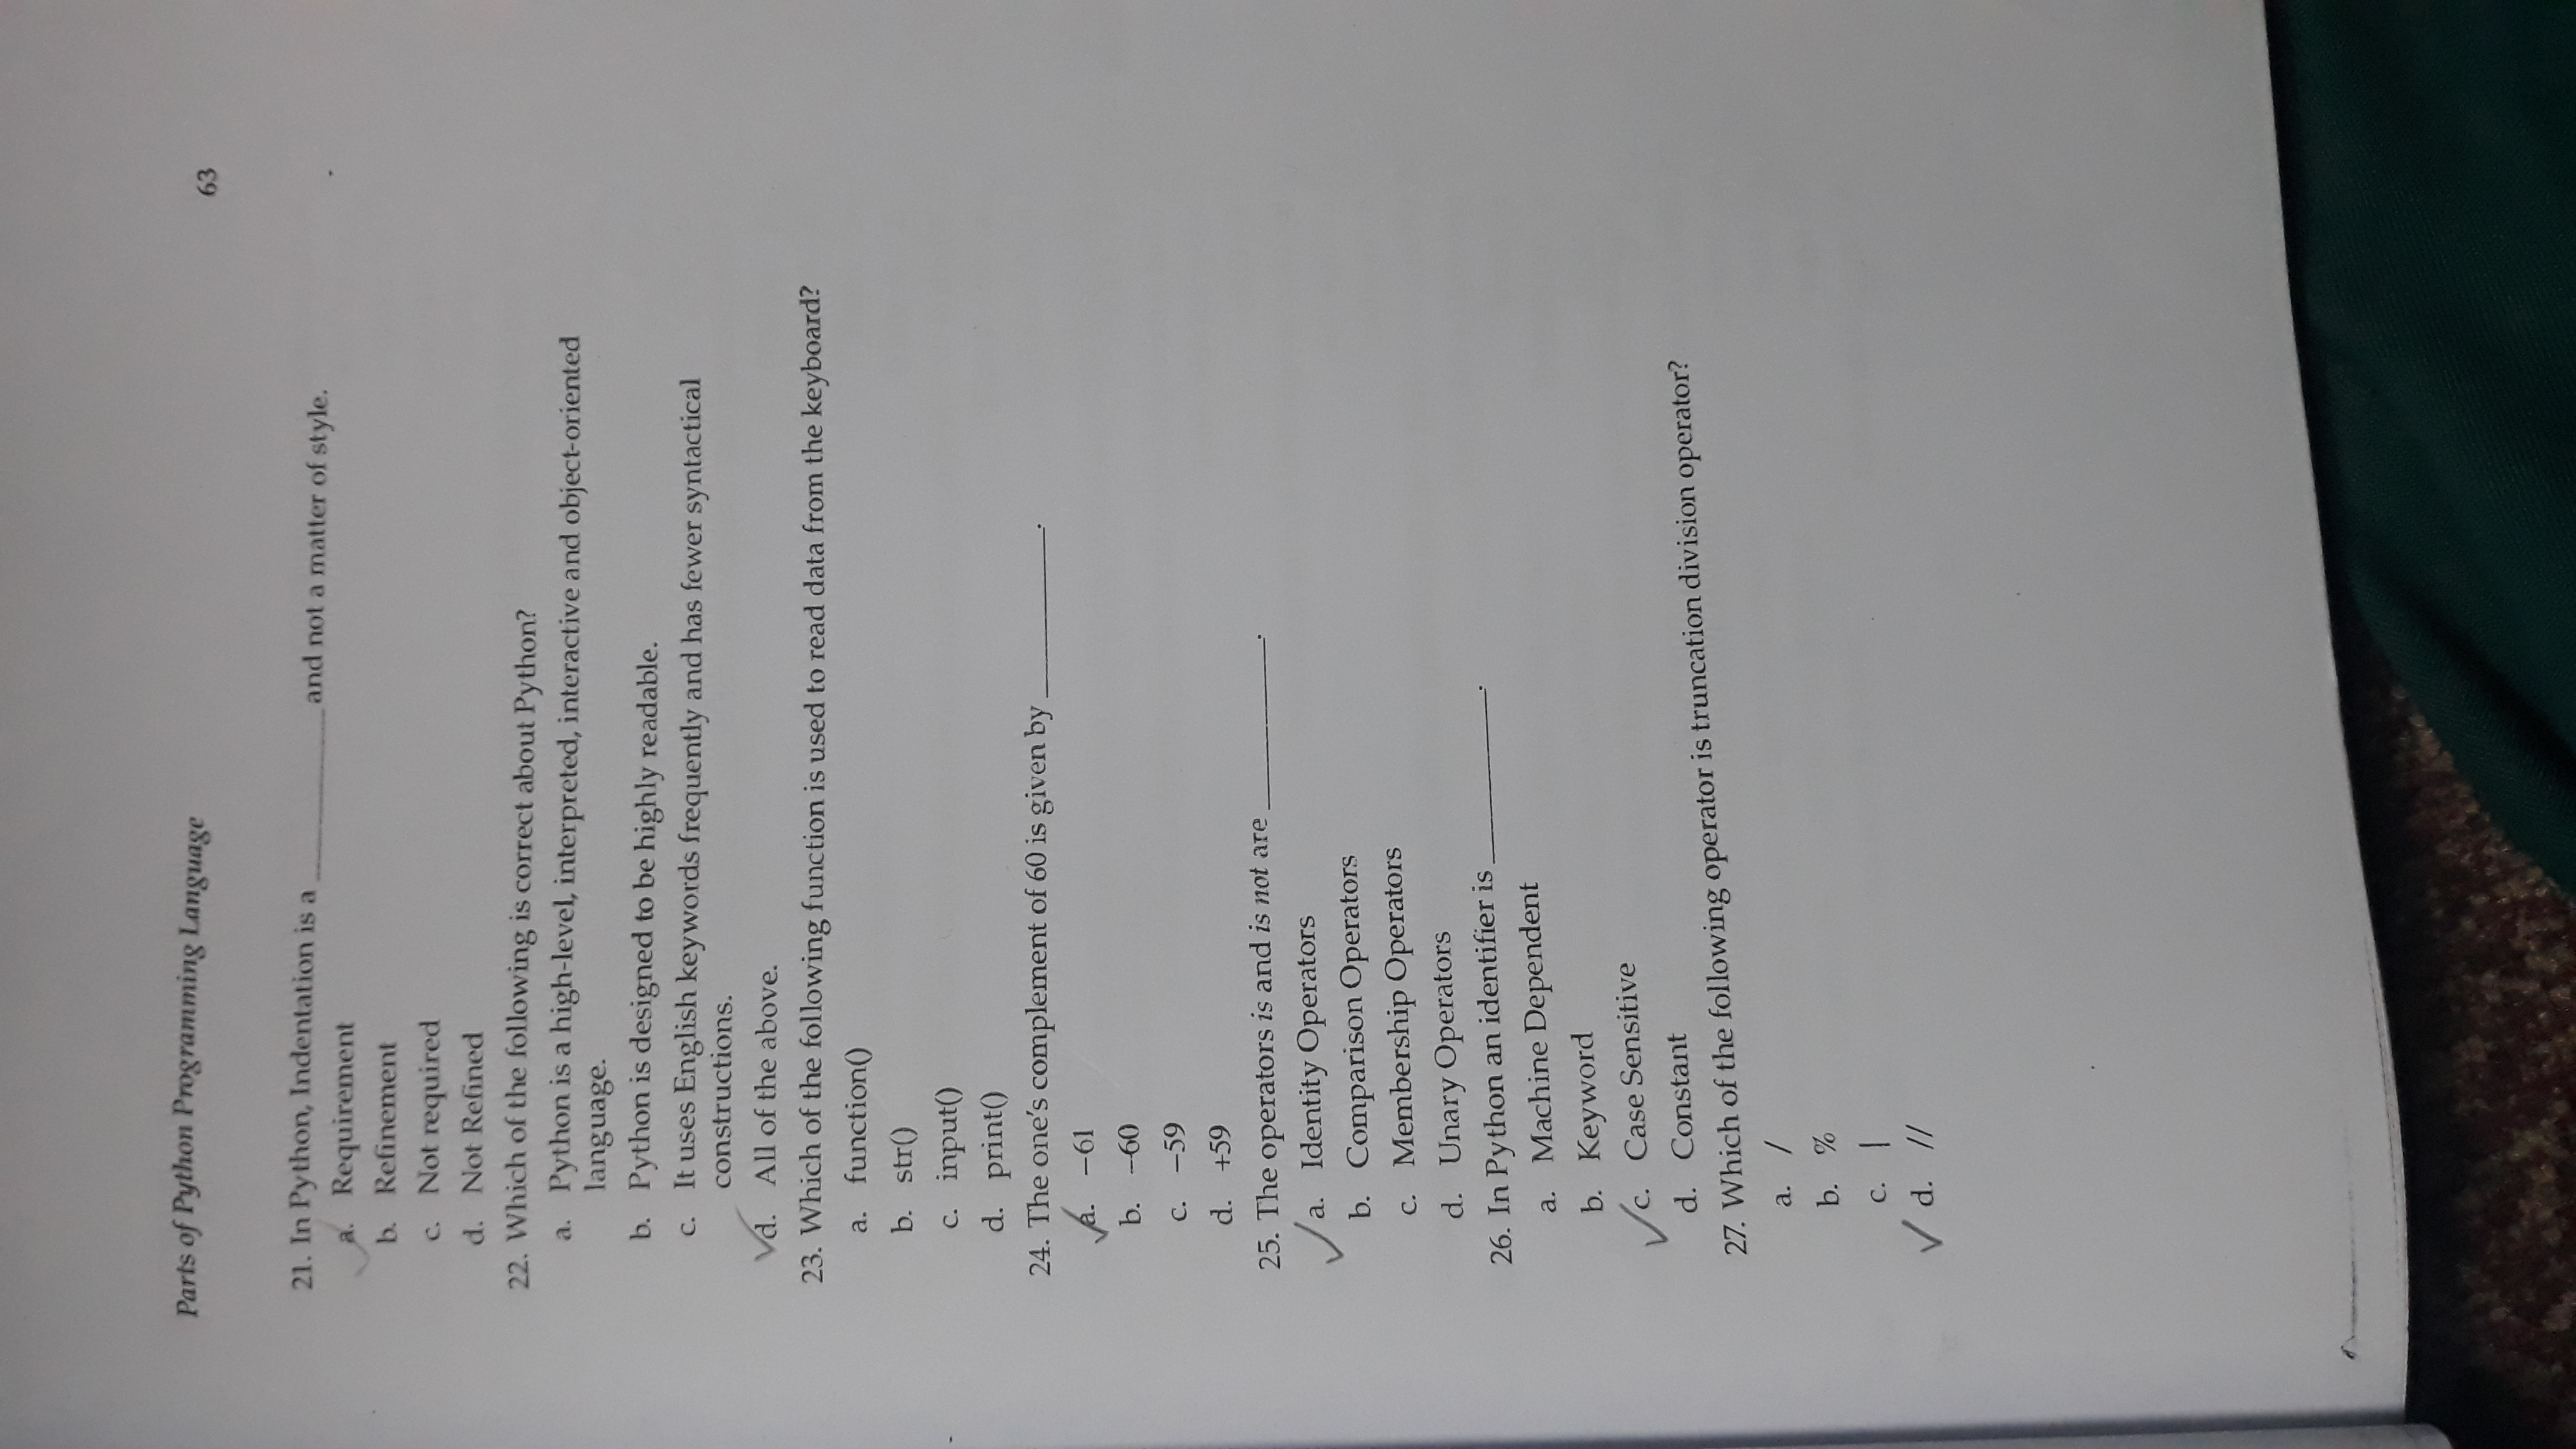 Parts of Python Programming Language
63
21. In Python, Indentation is a __________ and not a matter of style.
a. Requirement
b. Refinement
c. Not required
d. Not Refined
22. Which of the following is correct about Python?
a. Python is a high-level, interpreted, interactive and object-oriented
language.
b. Python is designed to be highly readable.
c. It uses English keywords frequently and has fewer syntactical
constructions.
d. All of the above.
23. Which of the following function is used to read data from the keyboard?
a. function()
b. str()
c. input()
d. print()
24. The one's complement of 60 is given by __________.
a. –61
b. –60
c. –59
d. +59
25. The operators is and is not are __________.
a. Identity Operators
b. Comparison Operators
c. Membership Operators
d. Unary Operators
26. In Python an identifier is __________.
a. Machine Dependent
b. Keyword
c. Case Sensitive
d. Constant
27. Which of the following operator is truncation division operator?
a. /
b. %
c. |
d. //